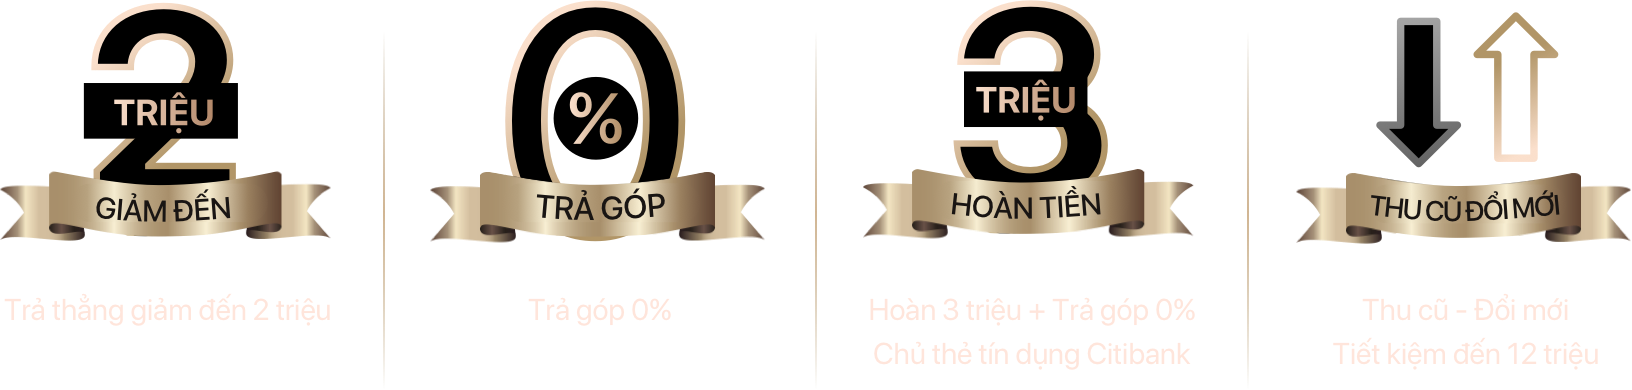 2
TRIỆU
GIẢM ĐẾN
Trả thẳng giảm đến 2 triệu
0
%
TRẢ GÓP
Trả góp 0%
3
TRIỆU
HOÀN TIỀN
Hoàn 3 triệu + Trả góp 0%
Chủ thẻ tín dụng Citibank
THU CŨ ĐỔI MỚI
Thu cũ - Đổi mới
Tiết kiệm đến 12 triệu